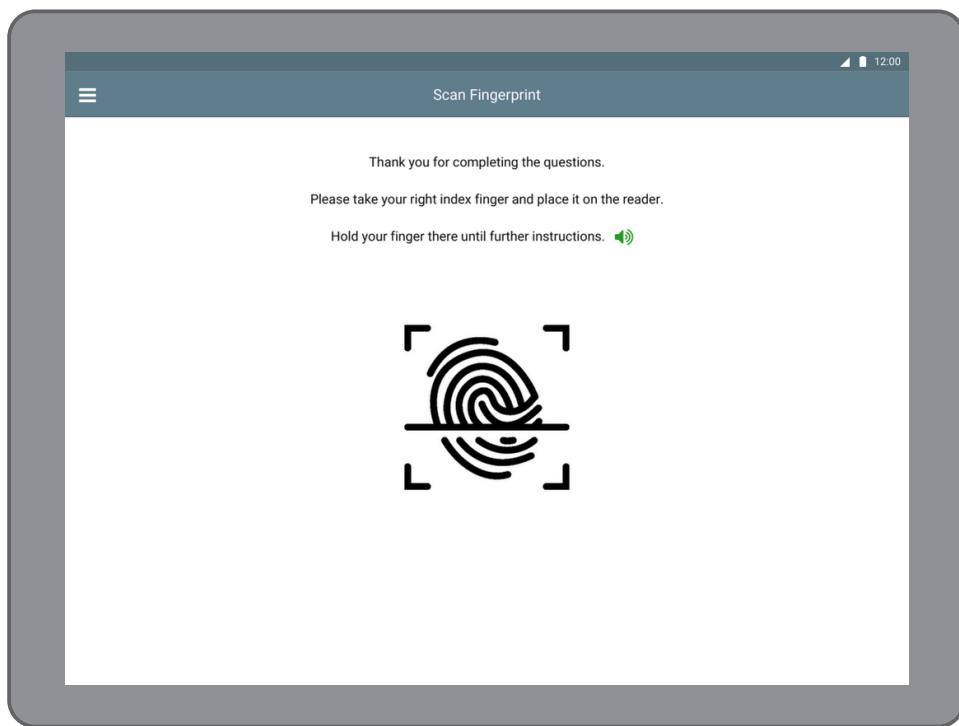 12:00
Scan Fingerprint
Thank you for completing the questions.
Please take your right index finger and place it on the reader.
Hold your finger there until further instructions.